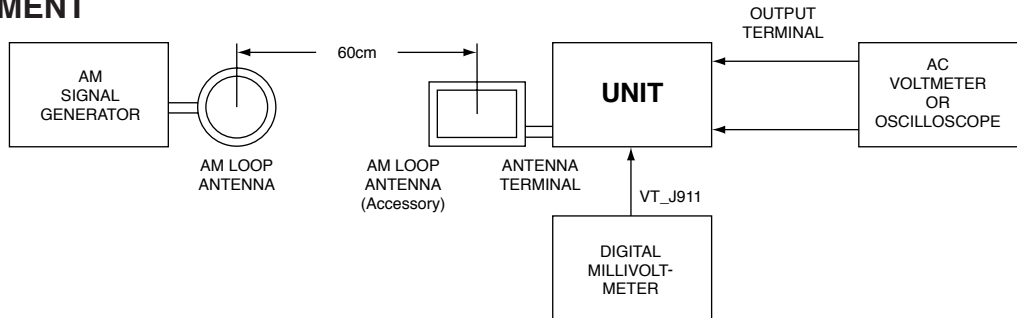 MENT
OUTPUT
TERMINAL
AM
SIGNAL
GENERATOR
60cm
UNIT
AC
VOLTMETER
OR
OSCILLOSCOPE
AM LOOP
ANTENNA
AM LOOP
ANTENNA
(Accessory)
ANTENNA
TERMINAL
VT_J911
DIGITAL
MILLIVOLT-
METER